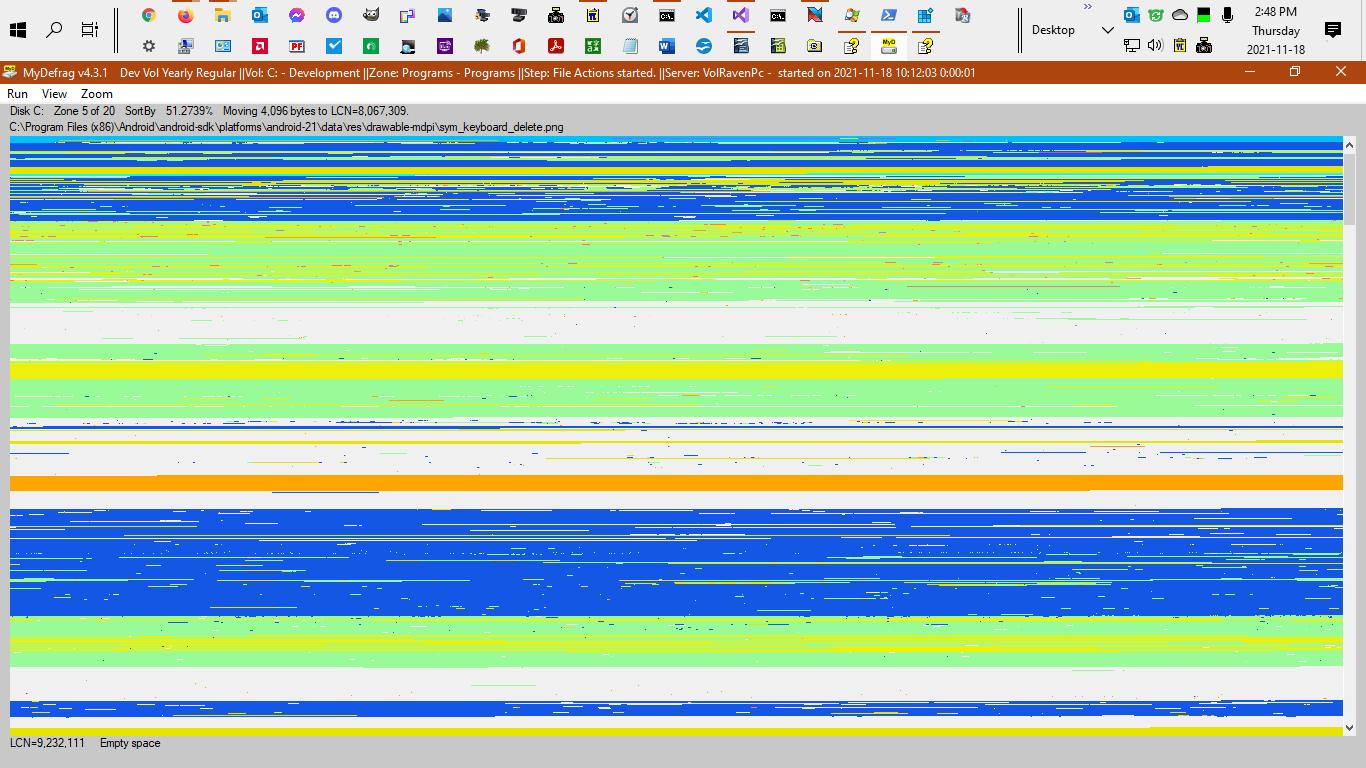 2:48 PM
Desktop
Thursday
2021-11-18
MyDefrag v4.3.1 Dev Vol Yearly Regular ||Vol: C: - Development ||Zone: Programs - Programs ||Step: File Actions started. ||Server: VolRavenPc - started on 2021-11-18 10:12:03 0:00:01
Run View Zoom
Disk C: Zone 5 of 20 SortBy 51.2739% Moving 4,096 bytes to LCN=8,067,309.
C:\Program Files (x86)\Android\android-sdk\platforms\android-21\data\res\drawable-mdpi\sym_keyboard_delete.png
LCN=9,232,111 Empty space